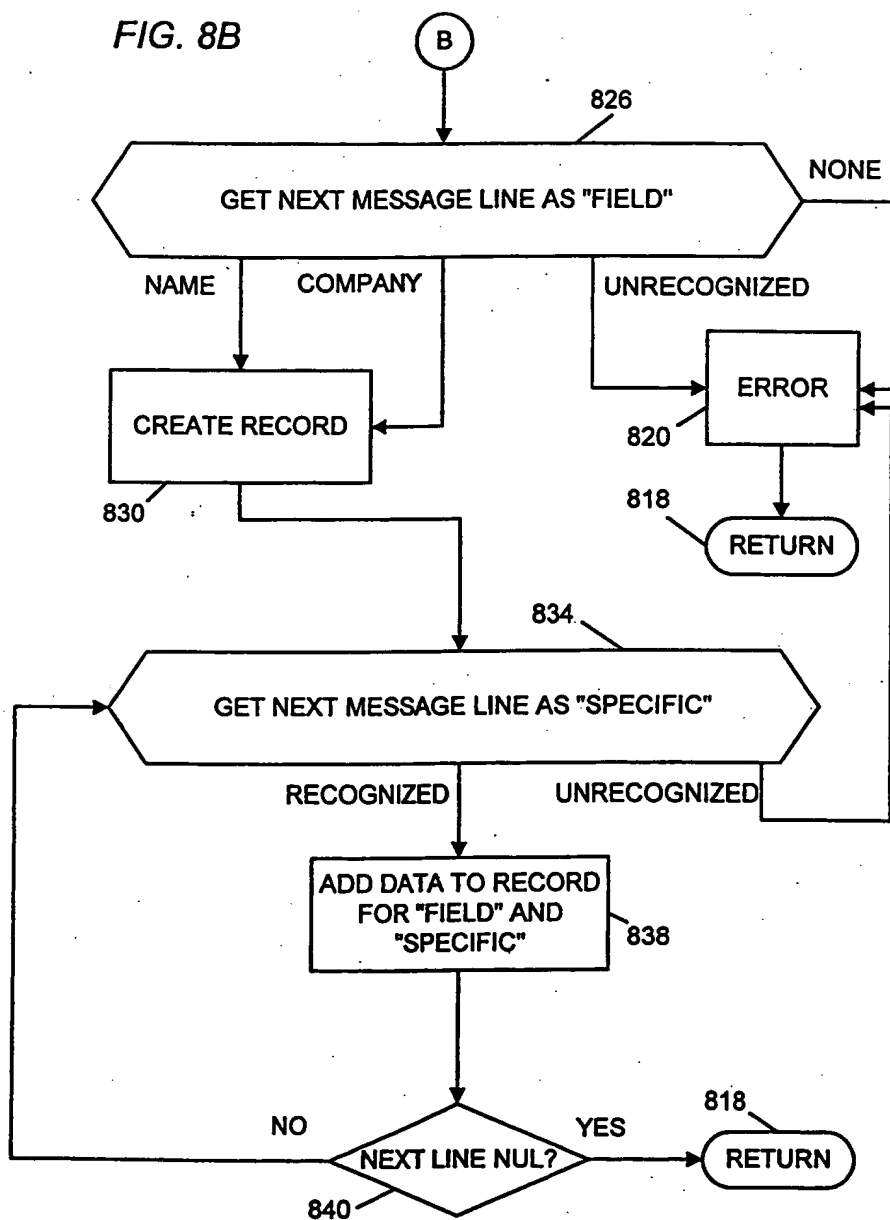 FIG. 8B
B
826
GET NEXT MESSAGE LINE AS "FIELD"
NONE
NAME
COMPANY
UNRECOGNIZED
CREATE RECORD
830
ERROR
820
818
RETURN
834
GET NEXT MESSAGE LINE AS "SPECIFIC"
RECOGNIZED
UNRECOGNIZED
ADD DATA TO RECORD
FOR "FIELD" AND
"SPECIFIC"
838
NO
NEXT LINE NUL?
YES
840
818
RETURN